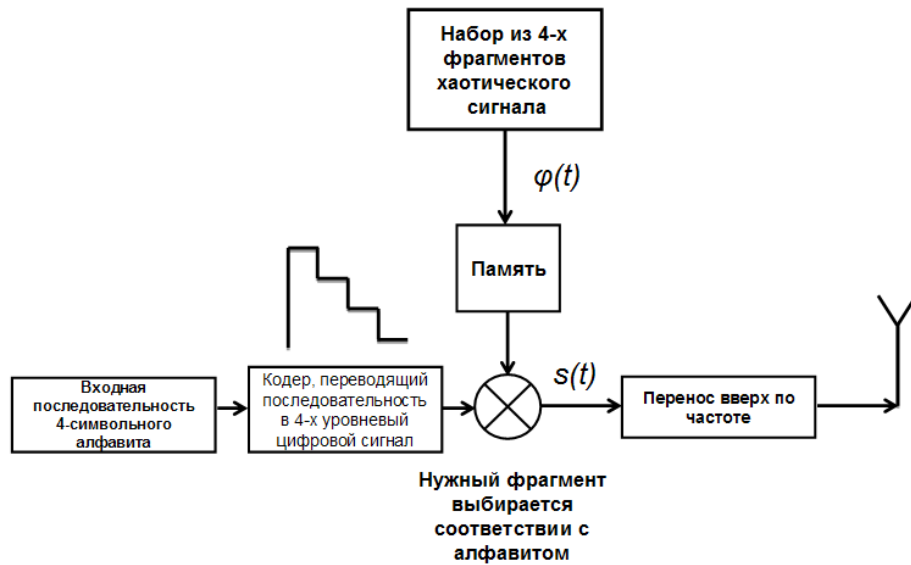 Набор из 4-х
фрагментов
хаотического
сигнала
φ(t)
Память
Входная
последовательность
4-символьного
алфавита
Кодер, переводящий
последовательность
в 4-х уровневый
цифровой сигнал
s(t)
Перенос вверх по
частоте
Нужный фрагмент
выбирается
соответствии с
алфавитом